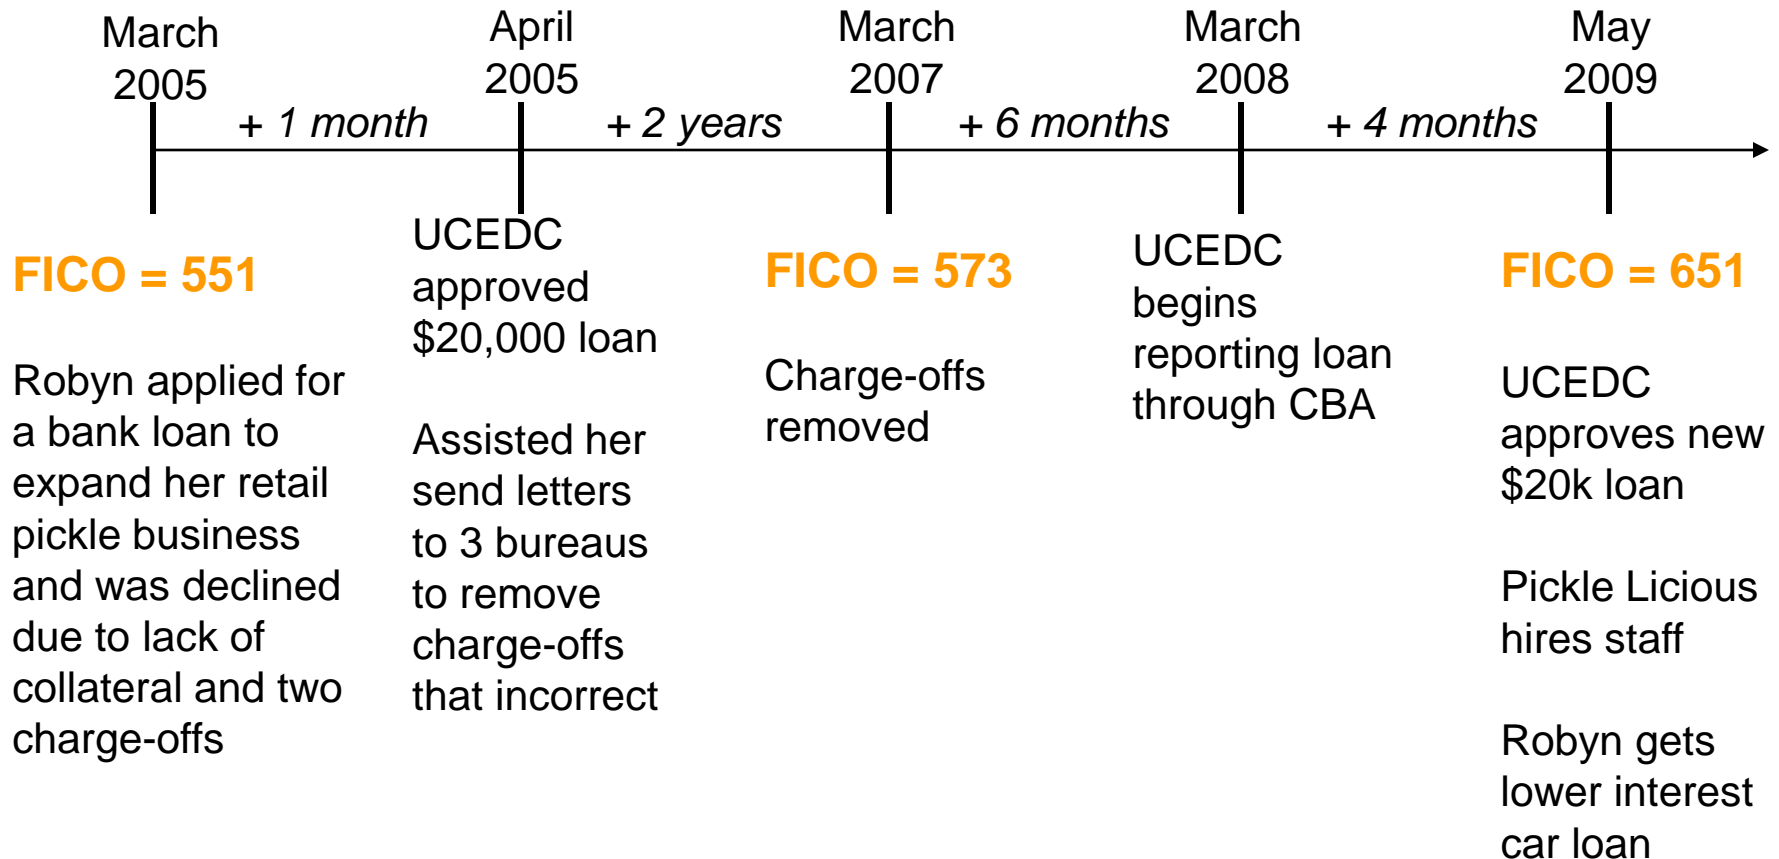 March
2005
April
2005
March
2007
March
2008
May
2009
+ 1 month
+ 2 years
+ 6 months
+ 4 months
FICO = 551
Robyn applied for
a bank loan to
expand her retail
pickle business
and was declined
due to lack of
collateral and two
charge-offs
UCEDC
approved
$20,000 loan
Assisted her
send letters
to 3 bureaus
to remove
charge-offs
that incorrect
FICO = 573
Charge-offs
removed
UCEDC
begins
reporting loan
through CBA
FICO = 651
UCEDC
approves new
$20k loan
Pickle Licious
hires staff
Robyn gets
lower interest
car loan